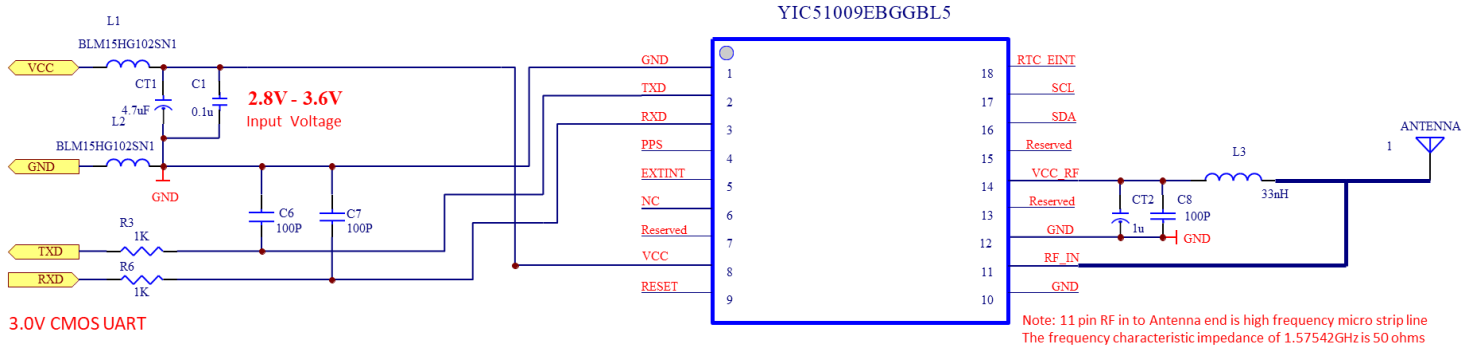 YIC51009EBGGBL5
L1
BLM15HG102SN1
VCC
CT1
4.7uF
C1
0.1u
2.8V - 3.6V
Input Voltage
L2
BLM15HG102SN1
GND
GND
C6
100P
C7
100P
R3
1K
TXD
R6
1K
RXD
3.0V CMOS UART
GND
1
TXD
2
RXD
3
PPS
4
EXTINT
5
NC
6
Reserved
7
VCC
8
RESET
9
RTC_EINT
18
SCL
17
SDA
16
Reserved
15
VCC_RF
14
Reserved
13
GND
12
RF_IN
11
GND
10
L3
33nH
CT2
1u
C8
100P
GND
ANTENNA
1
Note: 11 pin RF in to Antenna end is high frequency micro strip line
The frequency characteristic impedance of 1.57542GHz is 50 ohms